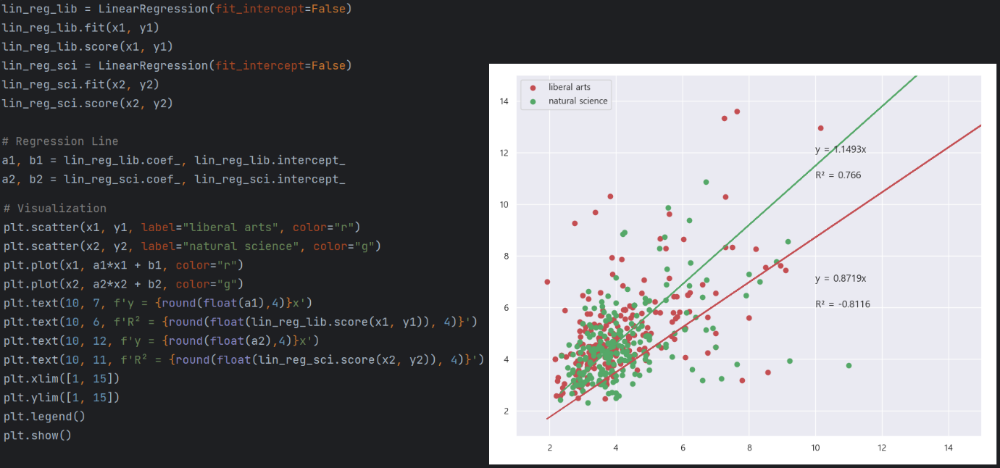 lin_reg_lib = LinearRegression(fit_intercept=False)
lin_reg_lib.fit(x1, y1)
lin_reg_lib.score(x1, y1)
lin_reg_sci = LinearRegression(fit_intercept=False)
lin_reg_sci.fit(x2, y2)
lin_reg_sci.score(x2, y2)
# Regression Line
a1, b1 = lin_reg_lib.coef_, lin_reg_lib.intercept_
a2, b2 = lin_reg_sci.coef_, lin_reg_sci.intercept_
# Visualization
plt.scatter(x1, y1, label="liberal arts", color="r")
plt.scatter(x2, y2, label="natural science", color="g")
plt.plot(x1, a1*x1 + b1, color="r")
plt.plot(x2, a2*x2 + b2, color="g")
plt.text(10, 7, f'y = {round(float(a1),4)}x')
plt.text(10, 6, f'R² = {round(float(lin_reg_lib.score(x1, y1)), 4)}')
plt.text(10, 12, f'y = {round(float(a2),4)}x')
plt.text(10, 11, f'R² = {round(float(lin_reg_sci.score(x2, y2)), 4)}')
plt.xlim([1, 15])
plt.ylim([1, 15])
plt.legend()
plt.show()
liberal arts
natural science
14
12
10
8
6
4
2
y = 1.1493x
R² = 0.766
y = 0.8719x
R² = -0.8116
2 4 6 8 10 12 14